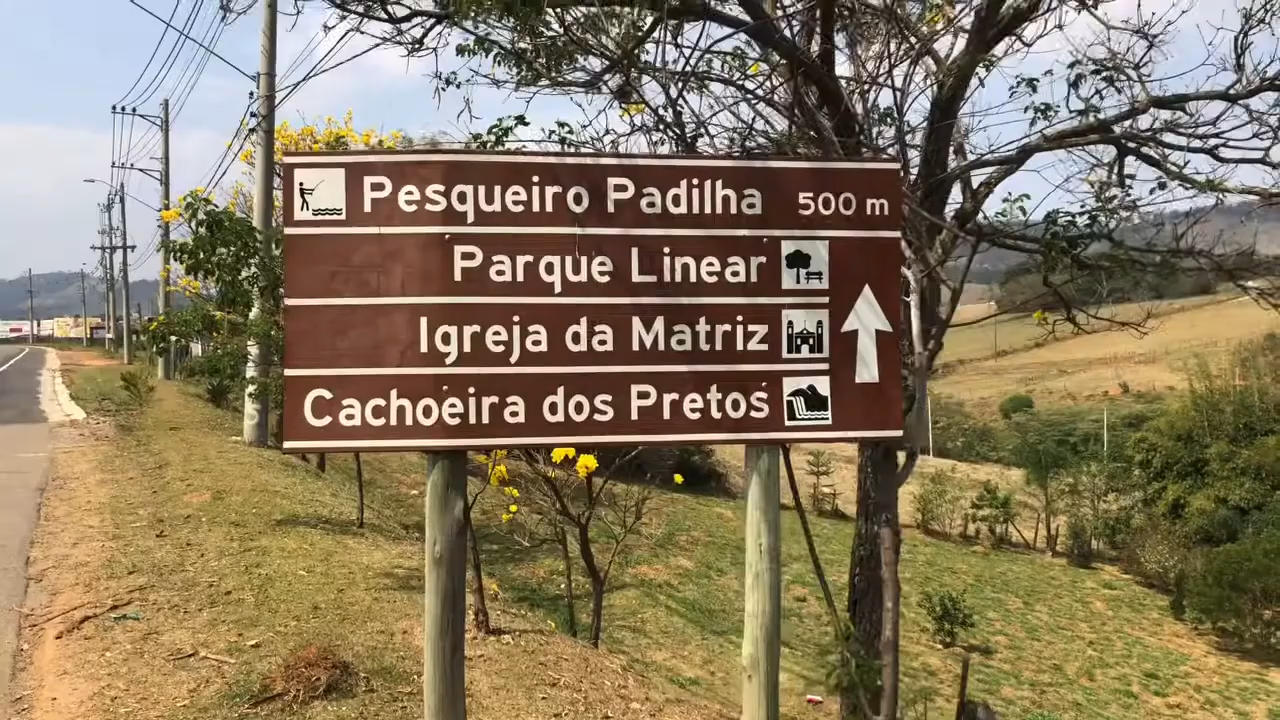 Pesqueiro Padilha 500 m
Parque Linear
Igreja da Matriz
Cachoeira dos Pretos